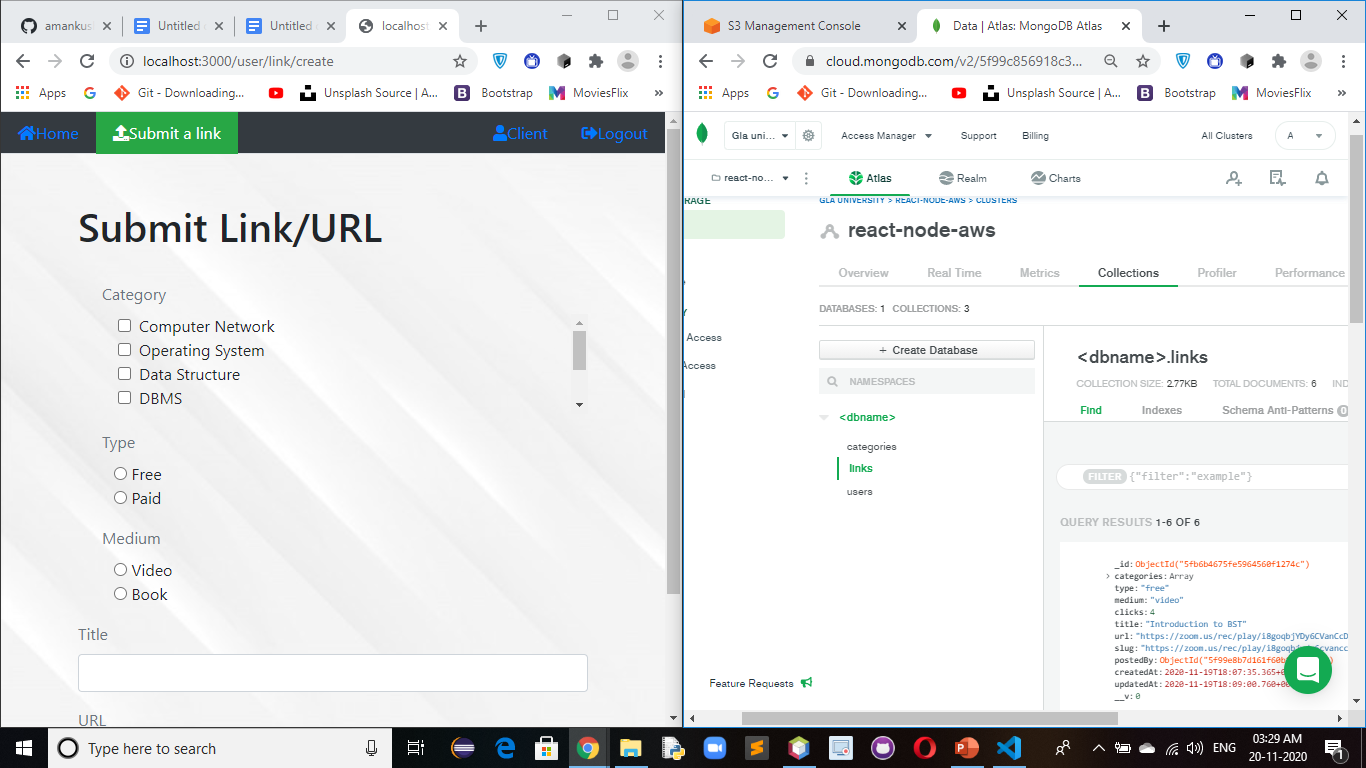 amankus
Untitled
Untitled
localhost
localhost:3000/user/link/create
Apps
Git - Downloading...
Unsplash Source | A...
Bootstrap
MoviesFlix
»
Home
Submit a link
Client
Logout
Submit Link/URL
Category
Computer Network
Operating System
Data Structure
DBMS
Type
Free
Paid
Medium
Video
Book
Title
URL
S3 Management Console
Data | Atlas: MongoDB Atlas
cloud.mongodb.com/v2/5f99c856918c3...
Apps
Git - Downloading...
Unsplash Source | A...
Bootstrap
MoviesFlix
»
Gla uni...
Access Manager
Support
Billing
All Clusters
A
react-no...
Atlas
Realm
Charts
RAGE
GLA UNIVERSITY > REACT-NODE-AWS > CLUSTERS
react-node-aws
Overview
Real Time
Metrics
Collections
Profiler
Performance
DATABASES: 1 COLLECTIONS: 3
Access
Access
+ Create Database
NAMESPACES
<dbname>
categories
links
users
Feature Requests
<dbname>.links
COLLECTION SIZE: 2.77KB TOTAL DOCUMENTS: 6 IND
Find
Indexes
Schema Anti-Patterns 0
FILTER {"filter":"example"}
QUERY RESULTS 1-6 OF 6
_id: ObjectId("5fb6b4675fe5964560f1274c")
categories: Array
type: "free"
medium: "video"
clicks: 4
title: "Introduction to BST"
url: "https://zoom.us/rec/play/i8goqbjYDy6CVanCcD
slug: "https://zoom.us/rec/play/i8goqbj
postedBy: ObjectId("5f99e8b7d161f60b
createdAt: 2020-11-19T18:07:35.365+0
updatedAt: 2020-11-19T18:09:00.760+00
__v: 0
Type here to search
ENG
03:29 AM
20-11-2020
1